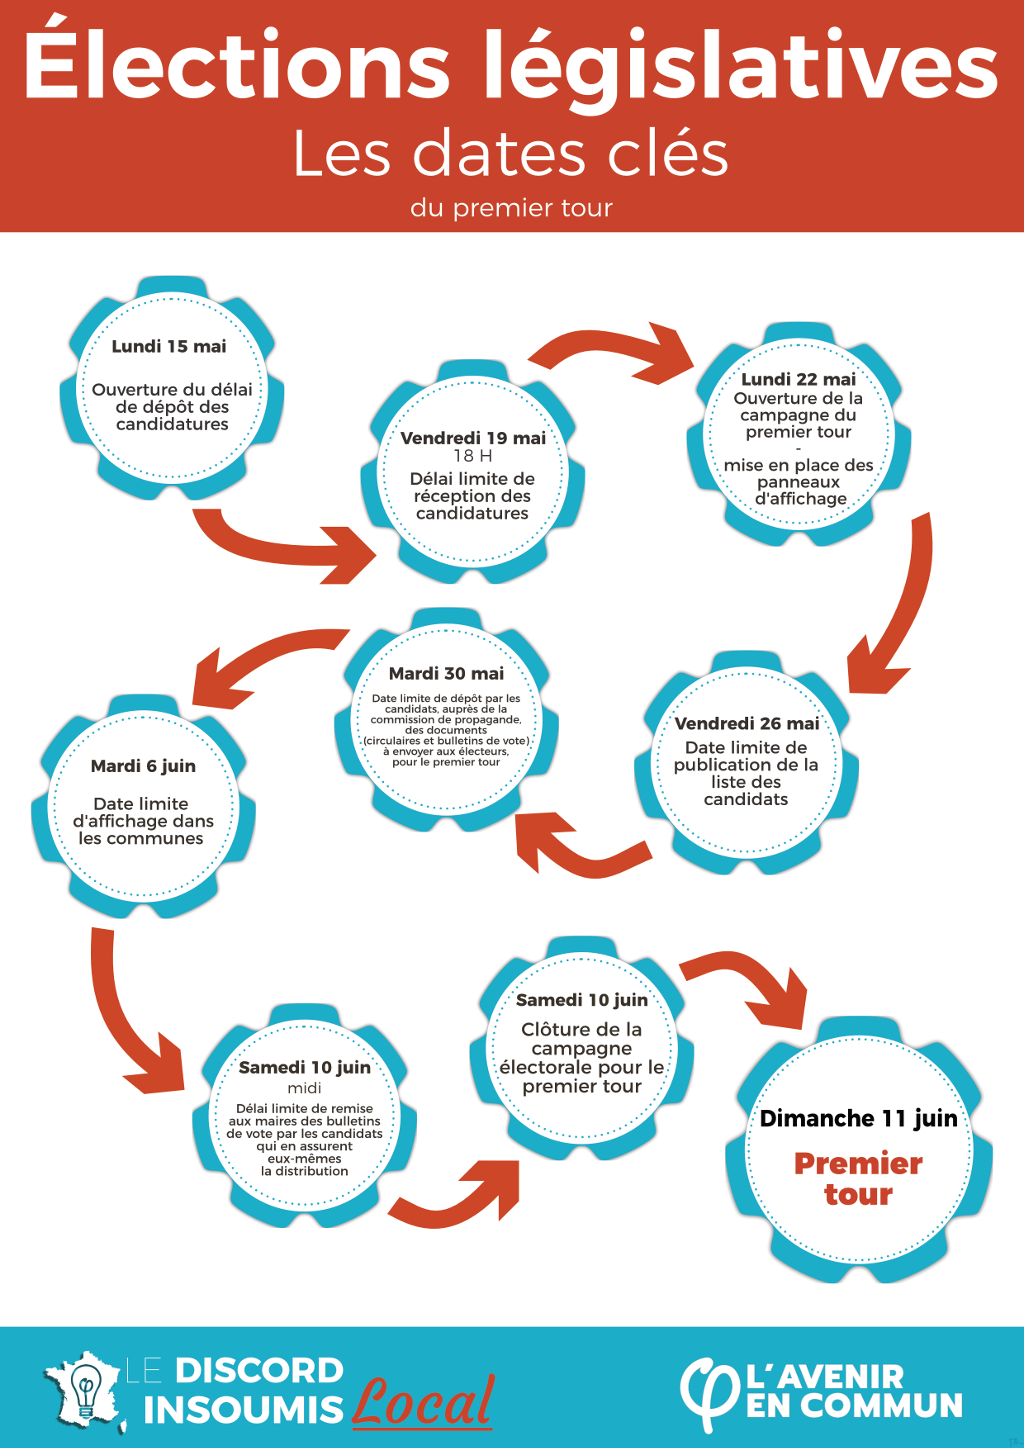 Élections législatives
Les dates clés
du premier tour
Lundi 15 mai
Ouverture du délai
de dépôt des
candidatures
Vendredi 19 mai
18 H
Délai limite de
réception des
candidatures
Lundi 22 mai
Ouverture de la
campagne du
premier tour
-
mise en place des
panneaux
d'affichage
Vendredi 26 mai
Date limite de
publication de la
liste des
candidats
Mardi 30 mai
Date limite de dépôt par les
candidats, auprès de la
commission de propagande,
des documents
(circulaires et bulletins de vote)
à envoyer aux électeurs,
pour le premier tour
Mardi 6 juin
Date limite
d'affichage dans
les communes
Samedi 10 juin
midi
Délai limite de remise
aux maires des bulletins
de vote par les candidats
qui en assurent
eux-mêmes
la distribution
Samedi 10 juin
Clôture de la
campagne
électorale pour le
premier tour
Dimanche 11 juin
Premier
tour
LE DISCORD
INSOUMIS Local
L'AVENIR
EN COMMUN